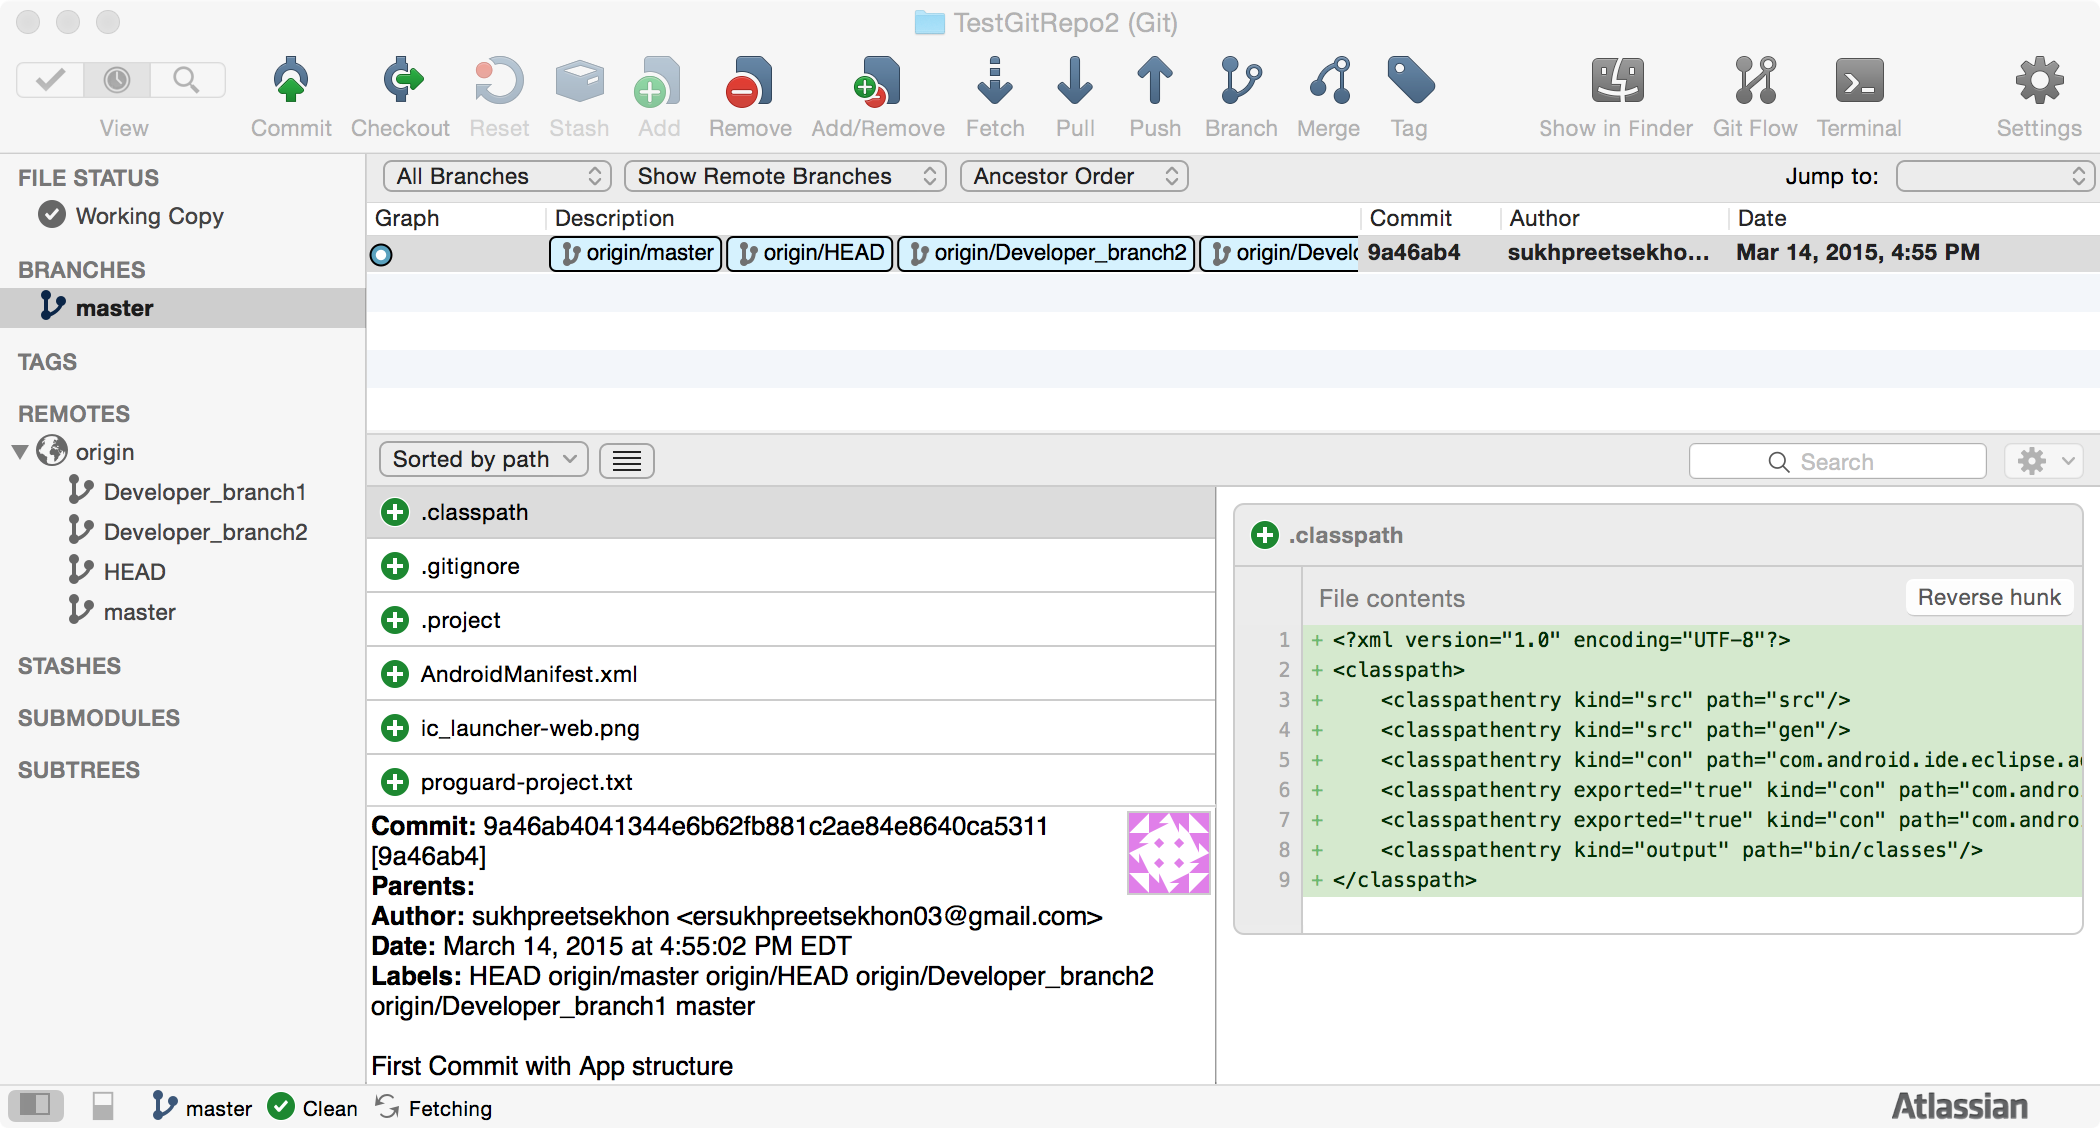 TestGitRepo2 (Git)
View Commit Checkout Reset Stash Add Remove Add/Remove Fetch Pull Push Branch Merge Tag Show in Finder Git Flow Terminal Settings
FILE STATUS
Working Copy
BRANCHES
master
TAGS
REMOTES
origin
Developer_branch1
Developer_branch2
HEAD
master
STASHES
SUBMODULES
SUBTREES
All Branches Show Remote Branches Ancestor Order Jump to:
Graph Description Commit Author Date
origin/master origin/HEAD origin/Developer_branch2 origin/Develo 9a46ab4 sukhpreetsekho... Mar 14, 2015, 4:55 PM
Sorted by path Search
.classpath
.gitignore
.project
AndroidManifest.xml
ic_launcher-web.png
proguard-project.txt
Commit: 9a46ab4041344e6b62fb881c2ae84e8640ca5311
[9a46ab4]
Parents:
Author: sukhpreetsekhon <ersukhpreetsekhon03@gmail.com>
Date: March 14, 2015 at 4:55:02 PM EDT
Labels: HEAD origin/master origin/HEAD origin/Developer_branch2
origin/Developer_branch1 master
First Commit with App structure
.classpath
File contents Reverse hunk
1 + <?xml version="1.0" encoding="UTF-8"?>
2 + <classpath>
3 + <classpathentry kind="src" path="src"/>
4 + <classpathentry kind="src" path="gen"/>
5 + <classpathentry kind="con" path="com.android.ide.eclipse.a
6 + <classpathentry exported="true" kind="con" path="com.andro
7 + <classpathentry exported="true" kind="con" path="com.andro
8 + <classpathentry kind="output" path="bin/classes"/>
9 + </classpath>
master Clean Fetching Atlassian